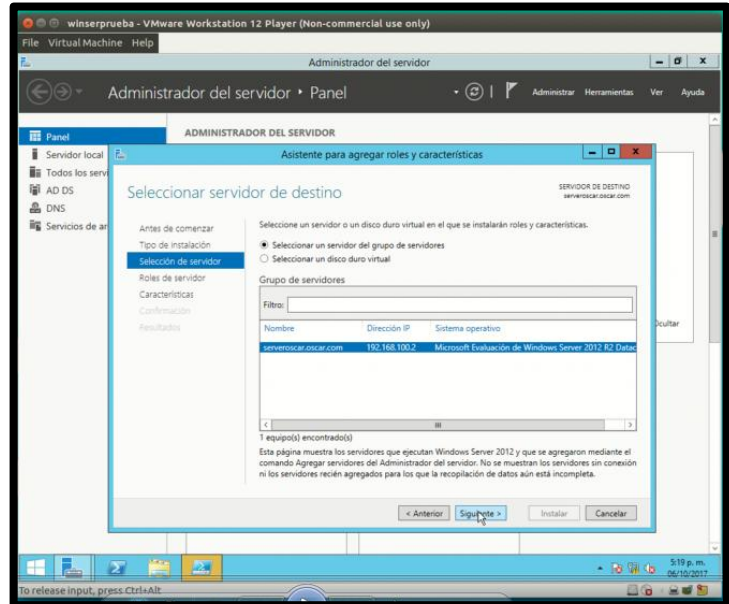 winserprueba - VMware Workstation 12 Player (Non-commercial use only)
File Virtual Machine Help
Administrador del servidor
Administrador del servidor • Panel
Administrar Herramientas Ver Ayuda
Panel
Servidor local
Todos los servi
AD DS
DNS
Servicios de ar
ADMINISTRADOR DEL SERVIDOR
Asistente para agregar roles y características
Seleccionar servidor de destino
SERVIDOR DE DESTINO
serveroscar.oscar.com
Antes de comenzar
Tipo de instalación
Selección de servidor
Roles de servidor
Características
Confirmación
Resultados
Seleccione un servidor o un disco duro virtual en el que se instalarán roles y características.
Seleccionar un servidor del grupo de servidores
Seleccionar un disco duro virtual
Grupo de servidores
Filtro:
Nombre Dirección IP Sistema operativo
serveroscar.oscar.com 192.168.100.2 Microsoft Evaluación de Windows Server 2012 R2 Datac
1 equipo(s) encontrado(s)
Esta página muestra los servidores que ejecutan Windows Server 2012 y que se agregaron mediante el
comando Agregar servidores del Administrador del servidor. No se muestran los servidores sin conexión
ni los servidores recién agregados para los que la recopilación de datos aún está incompleta.
< Anterior Siguiente > Instalar Cancelar
Ocultar
5:19 p. m.
06/10/2017
To release input, press Ctrl+Alt